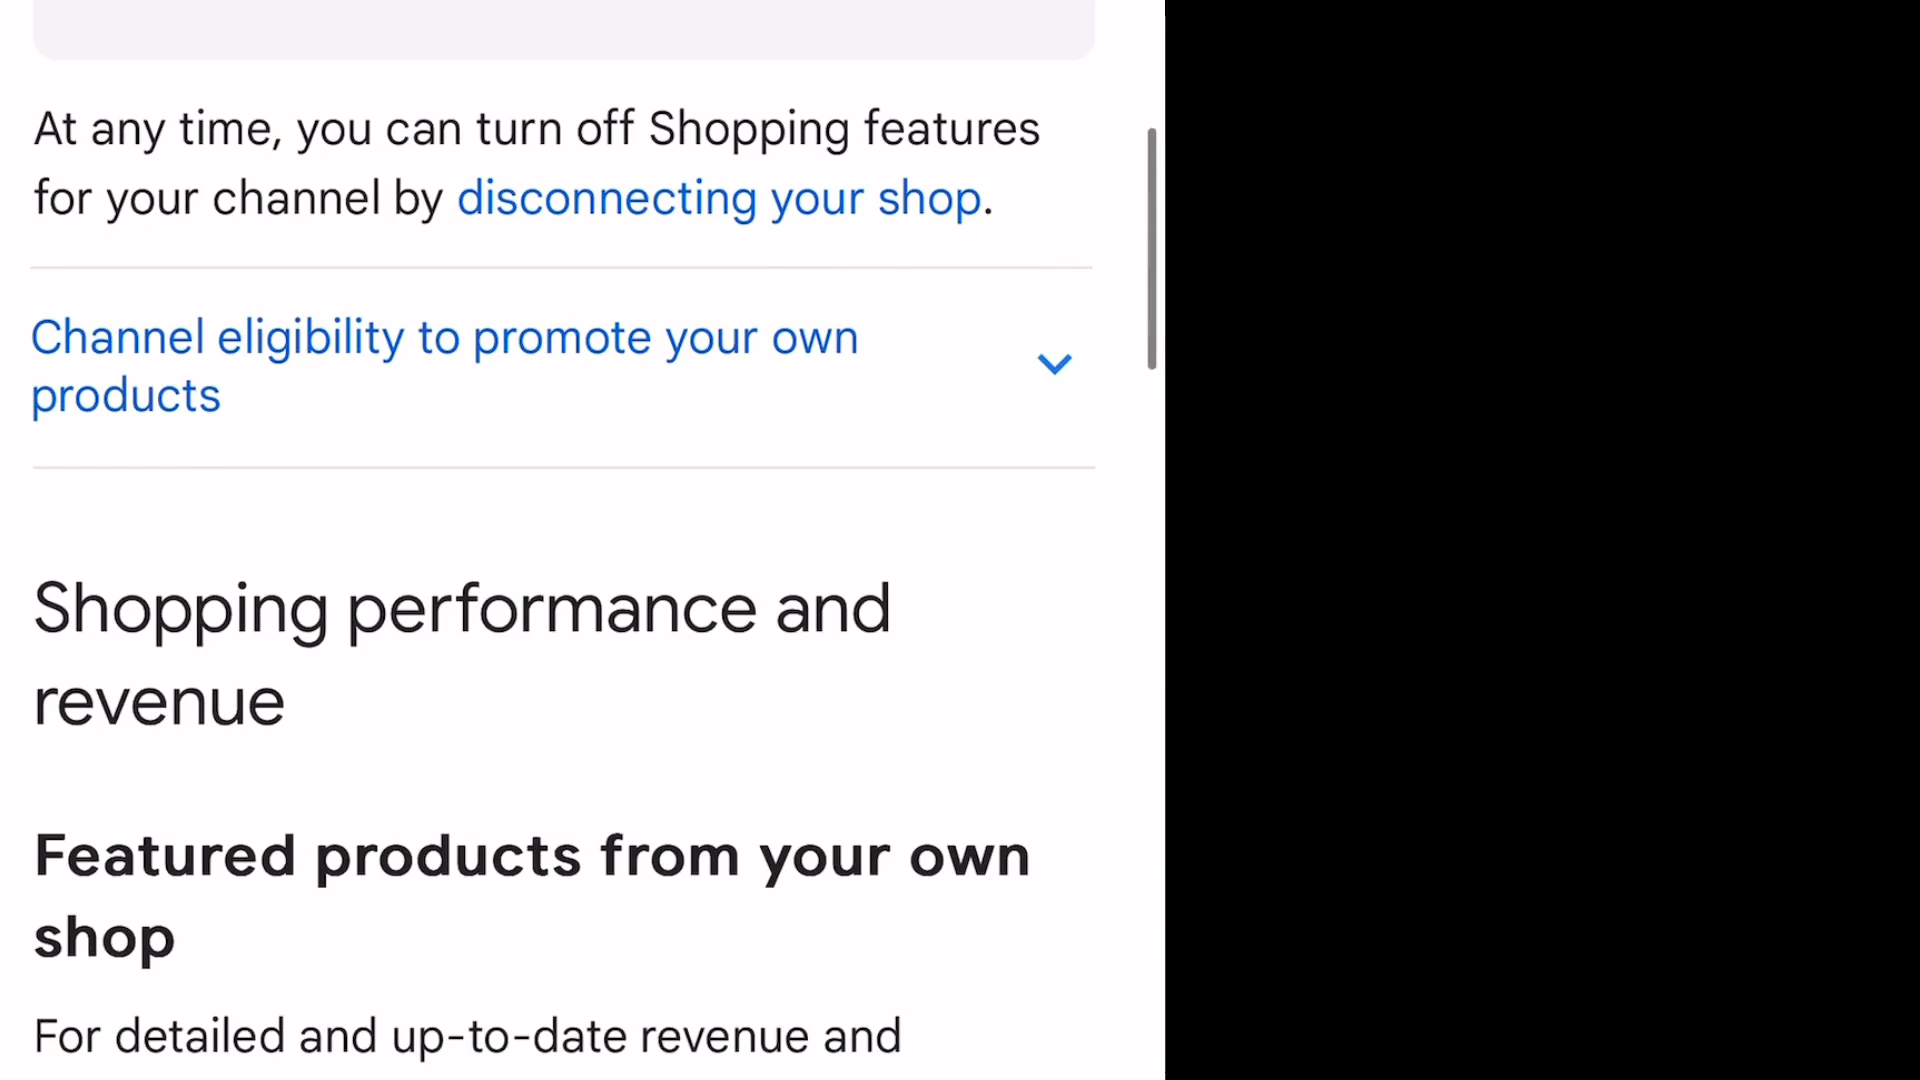 At any time, you can turn off Shopping features
for your channel by disconnecting your shop.
Channel eligibility to promote your own
products
Shopping performance and
revenue
Featured products from your own
shop
For detailed and up-to-date revenue and